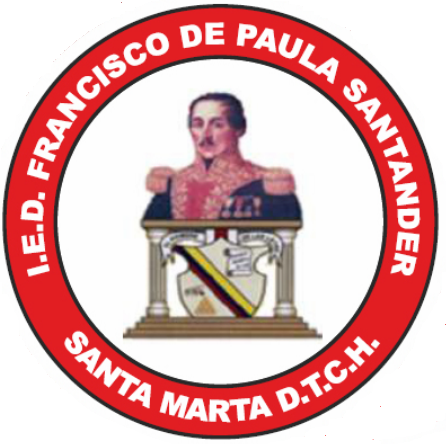 I.E.D. FRANCISCO DE PAULA SANTANDER
SANTA MARTA D.T.C.H.